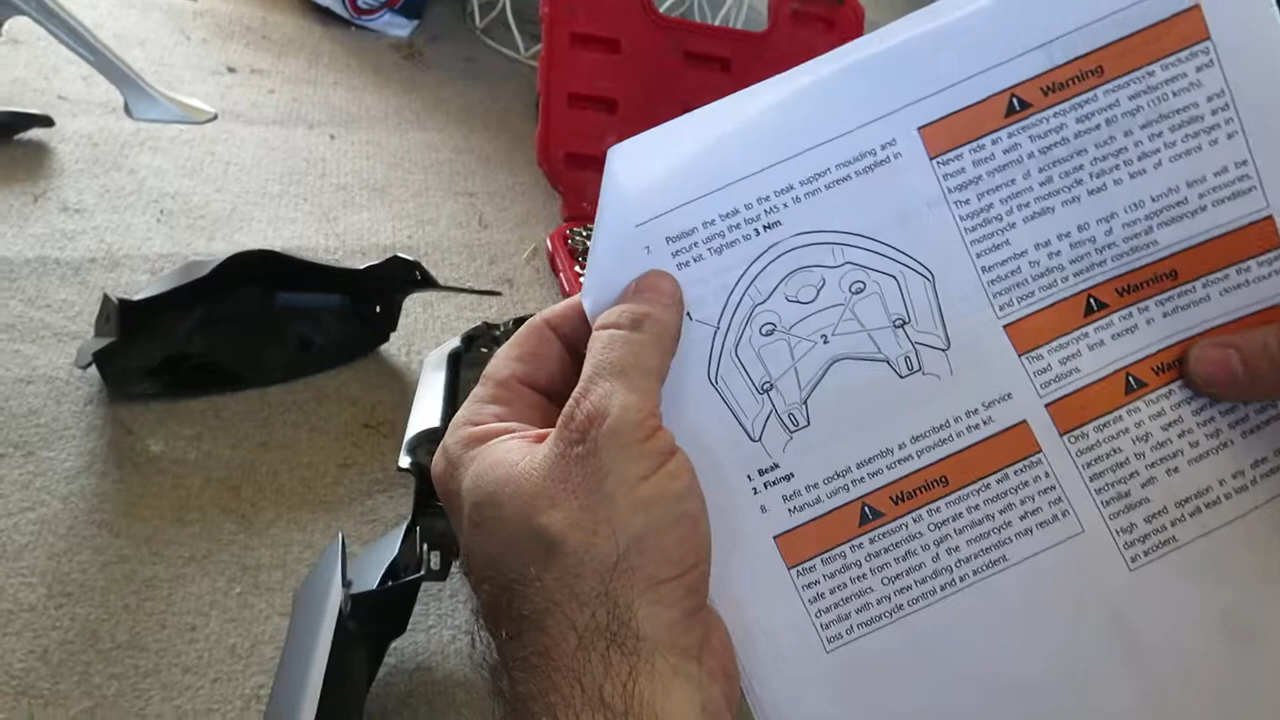 7. Position the beak to the beak support moulding and
secure using the four M5 x 16 mm screws supplied in
the kit. Tighten to 3 Nm.
1
2
1. Beak
2. Fixings
8. Refit the cockpit assembly as described in the Service
Manual, using the two screws provided in the kit.
Warning
After fitting the accessory kit the motorcycle will exhibit
new handling characteristics. Operate the motorcycle in a
safe area free from traffic to gain familiarity with any new
characteristics. Operation of the motorcycle when not
familiar with any new handling characteristics may result in
loss of motorcycle control and an accident.
Warning
Never ride an accessory-equipped motorcycle (including
those fitted with Triumph approved windscreens and
luggage systems) at speeds above 80 mph (130 km/h).
The presence of accessories such as windscreens and
luggage systems will cause changes in the stability and
handling of the motorcycle. Failure to allow for changes in
motorcycle stability may lead to loss of control or an
accident.
Remember that the 80 mph (130 km/h) limit will be
reduced by the fitting of non-approved accessories,
incorrect loading, worn tyres, overall motorcycle condition
and poor road or weather conditions.
Warning
This motorcycle must not be operated above the legal
road speed limit except in authorised closed-course
conditions.
War
Only operate this Triumph
closed-course on road
racetracks. High speed
attempted by riders who have been
techniques necessary for high speed
familiar with the motorcycle's
conditions.
High speed operation in any other
dangerous and will lead to loss of
an accident.